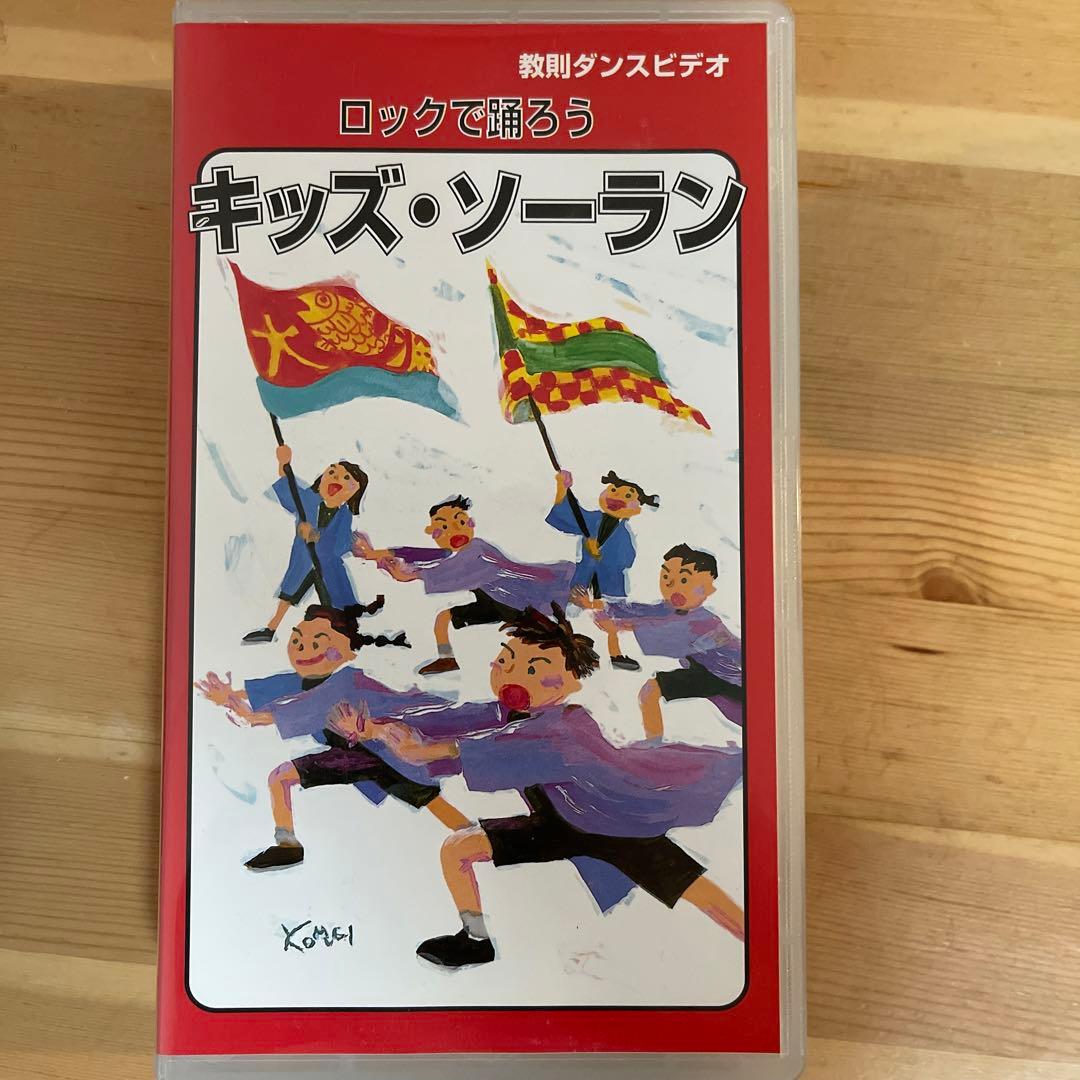 教則ダンスビデオ
ロックで踊ろう
キッズ・ソーラン
大
KOMEI